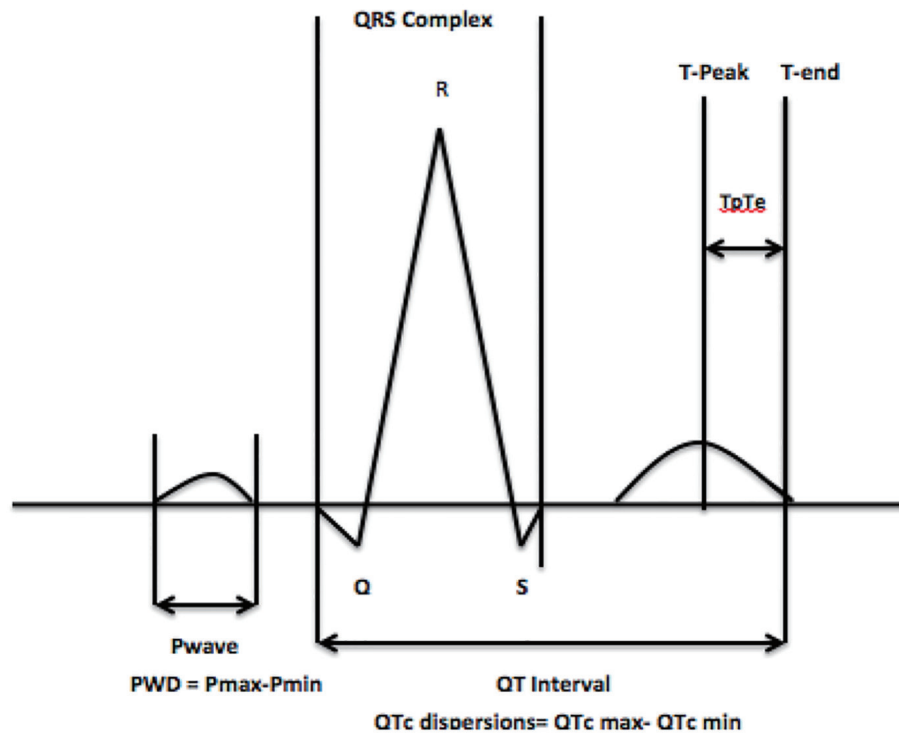 QRS Complex
T-Peak
T-end
R
TpTe
Q
S
Pwave
PWD = Pmax-Pmin
QT Interval
QTc dispersions= QTc max- QTc min